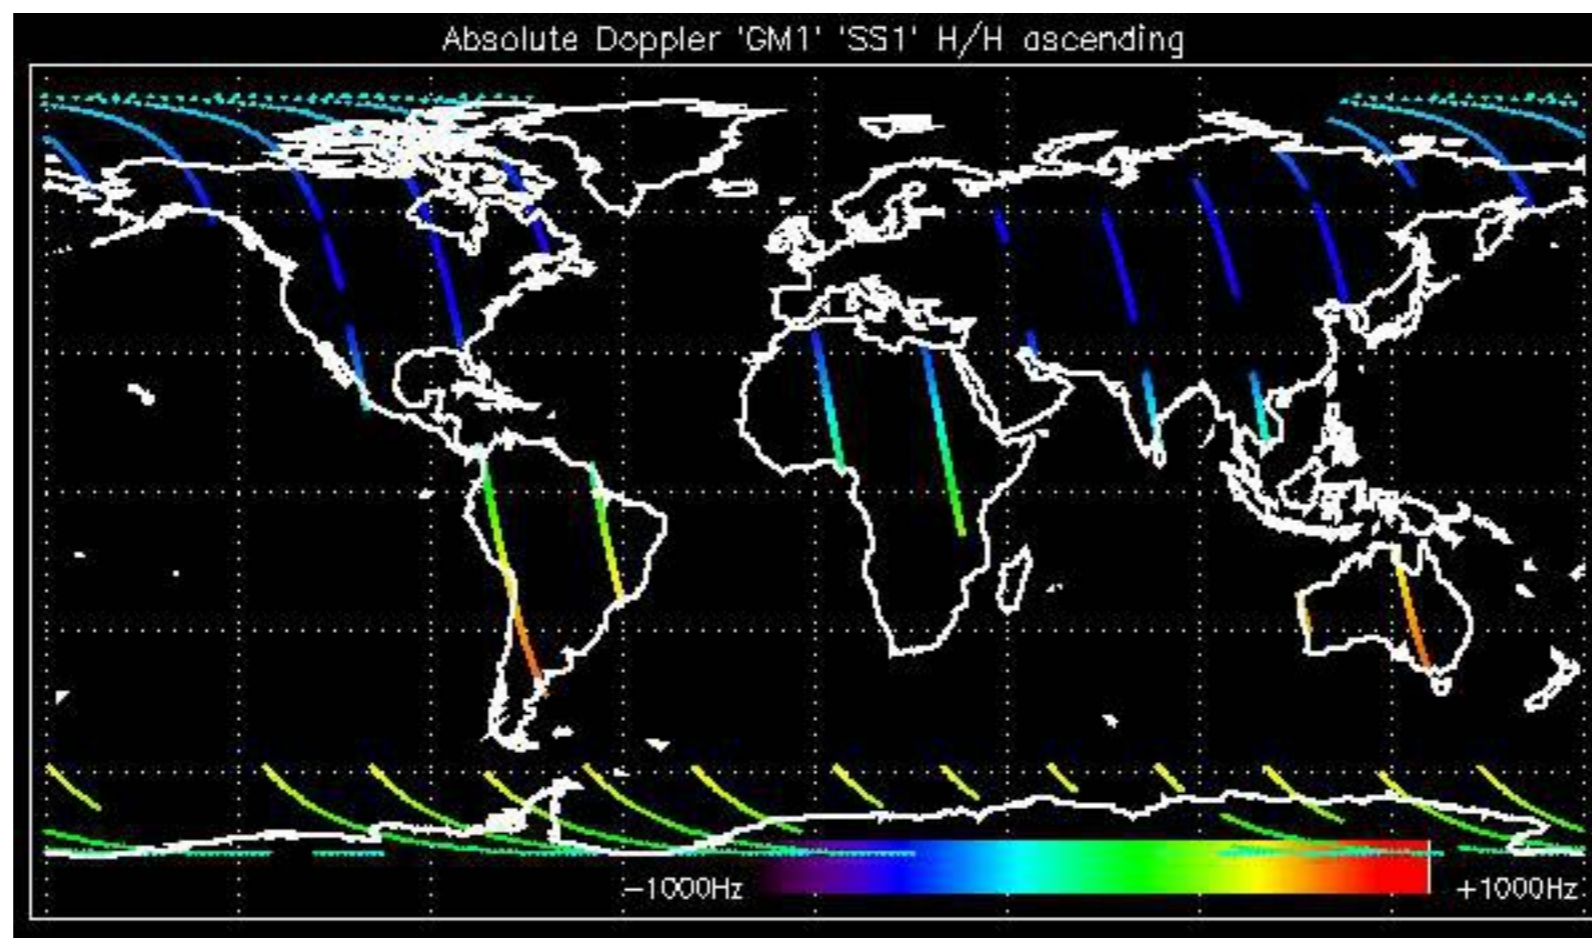 Absolute Doppler 'GM1' 'SS1' H/H ascending
−1000Hz
+1000Hz